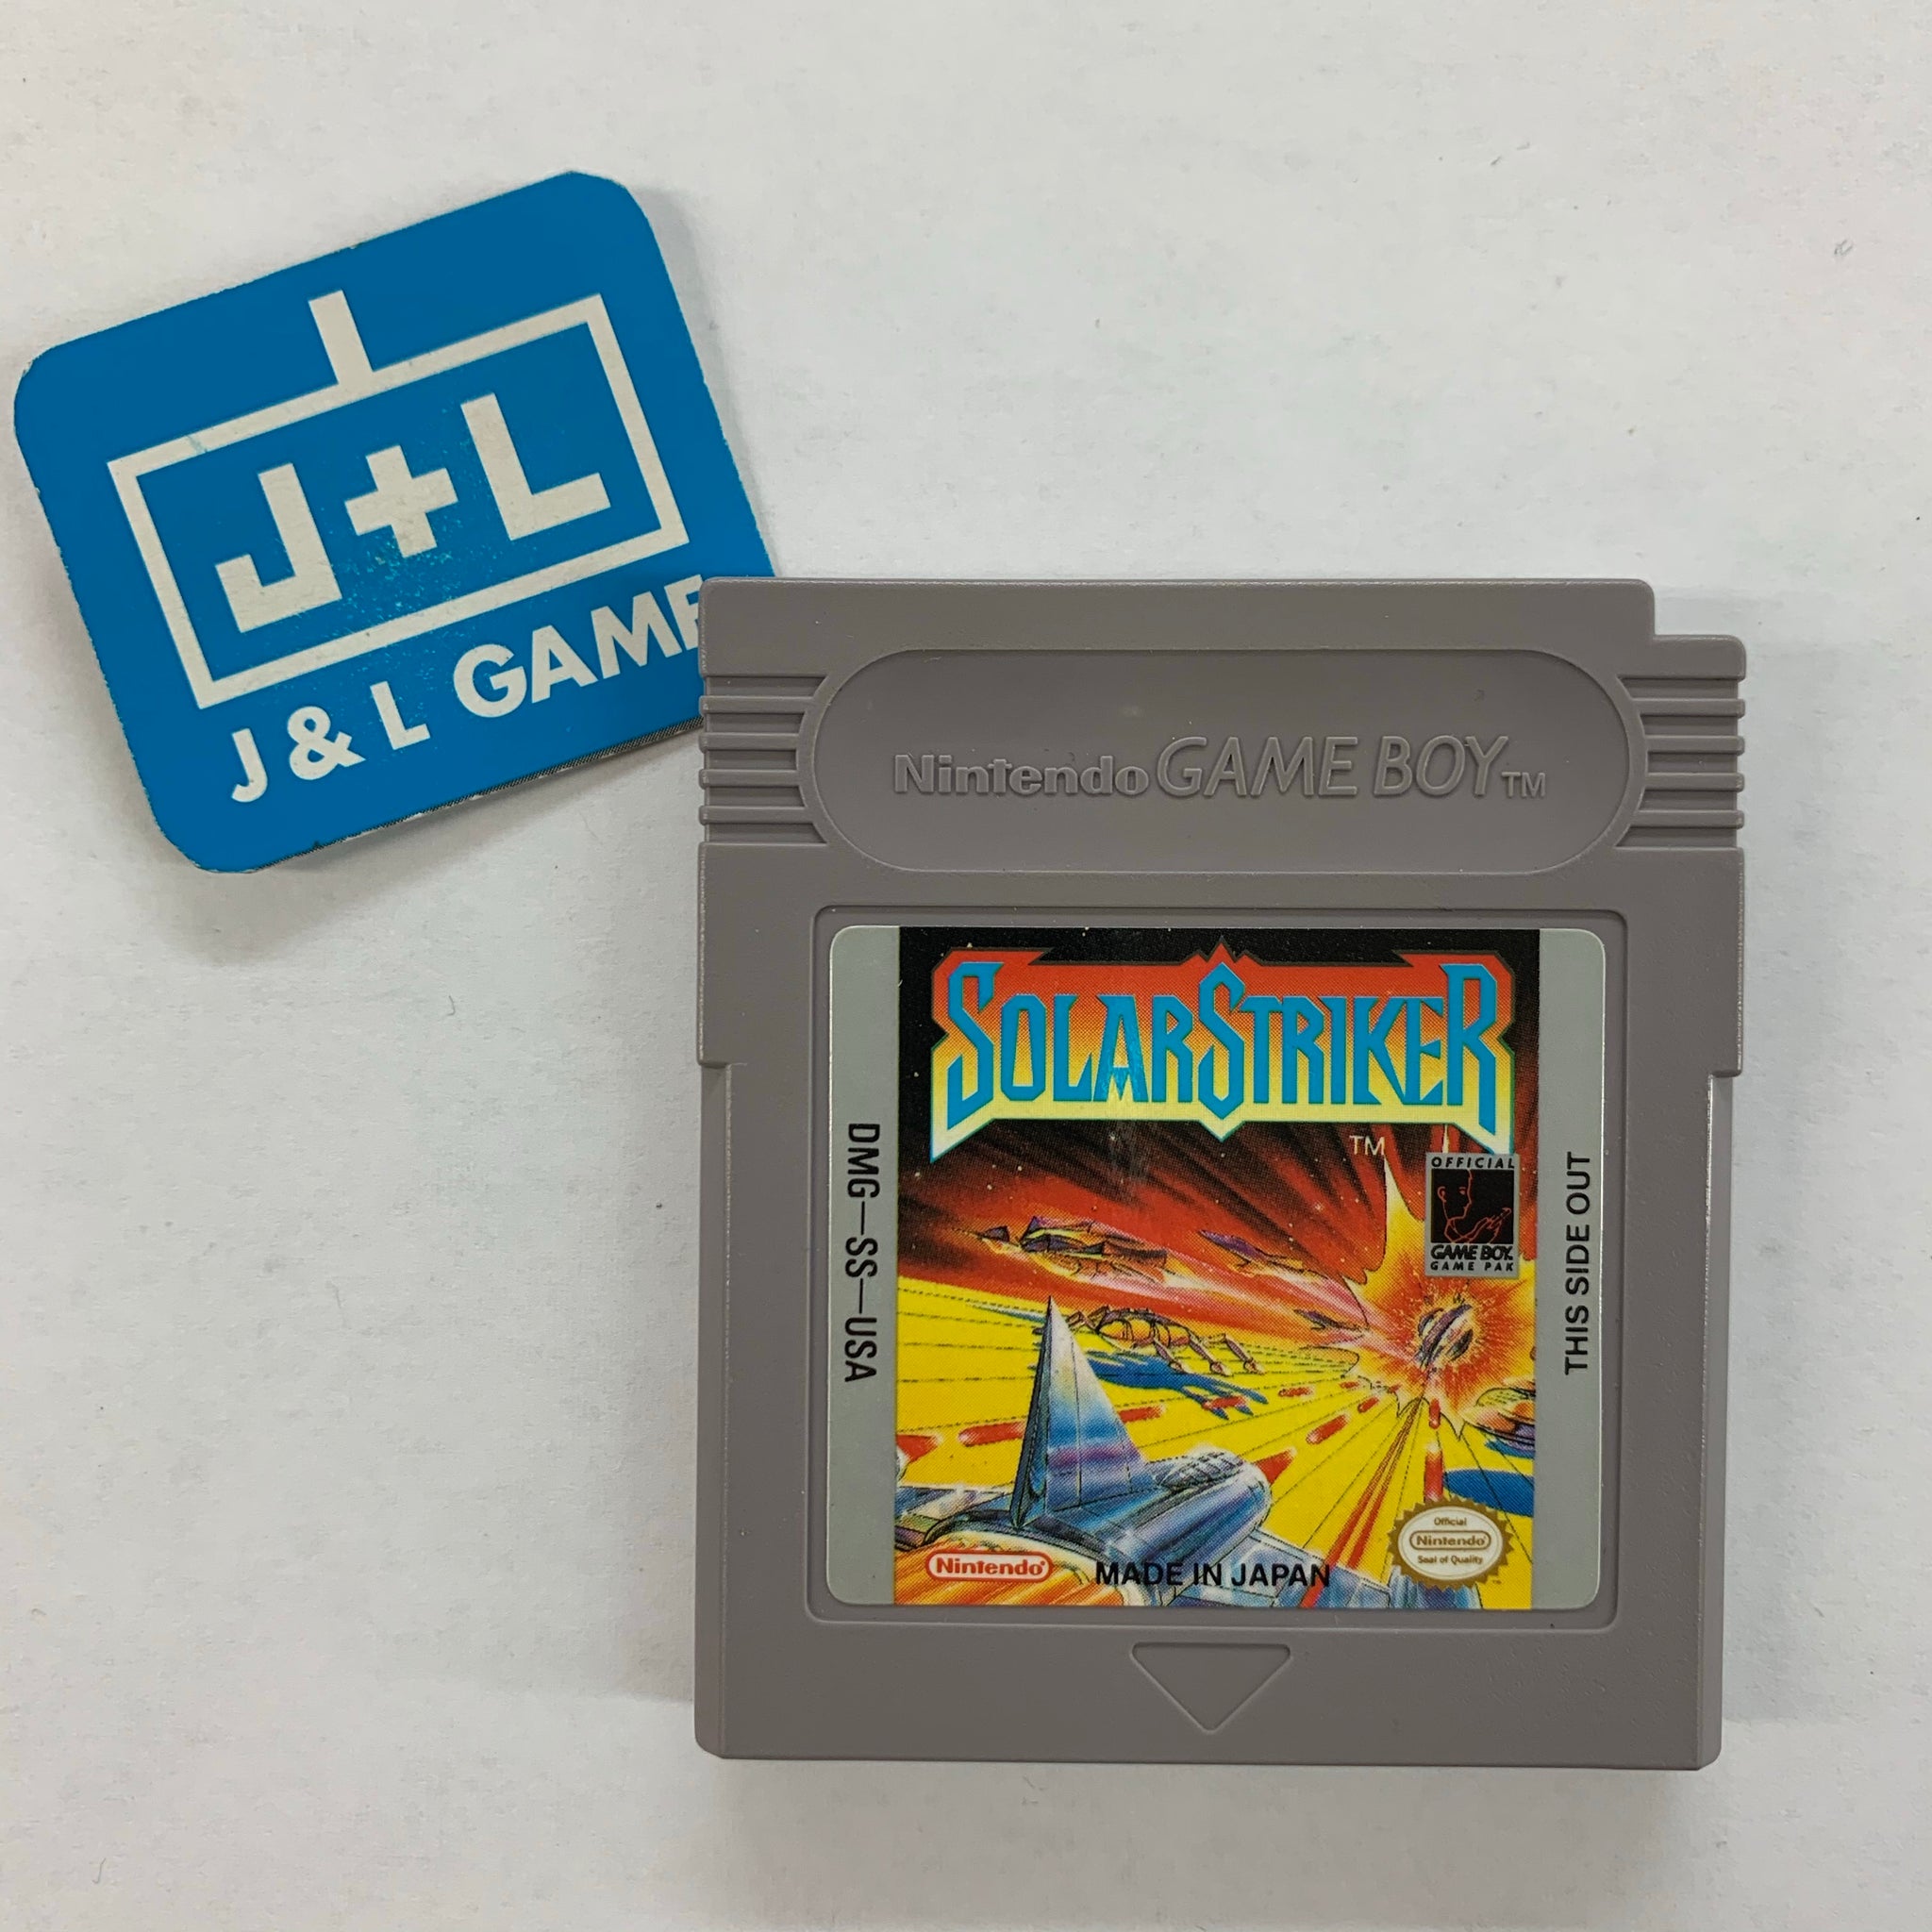 J+L
J & L GAME
Nintendo GAME BOY TM
SOLARSTRIKER
TM
OFFICIAL
GAME BOY
GAME PAK
DMG-SS-USA
THIS SIDE OUT
Nintendo
MADE IN JAPAN
Official
Nintendo
Seal of Quality